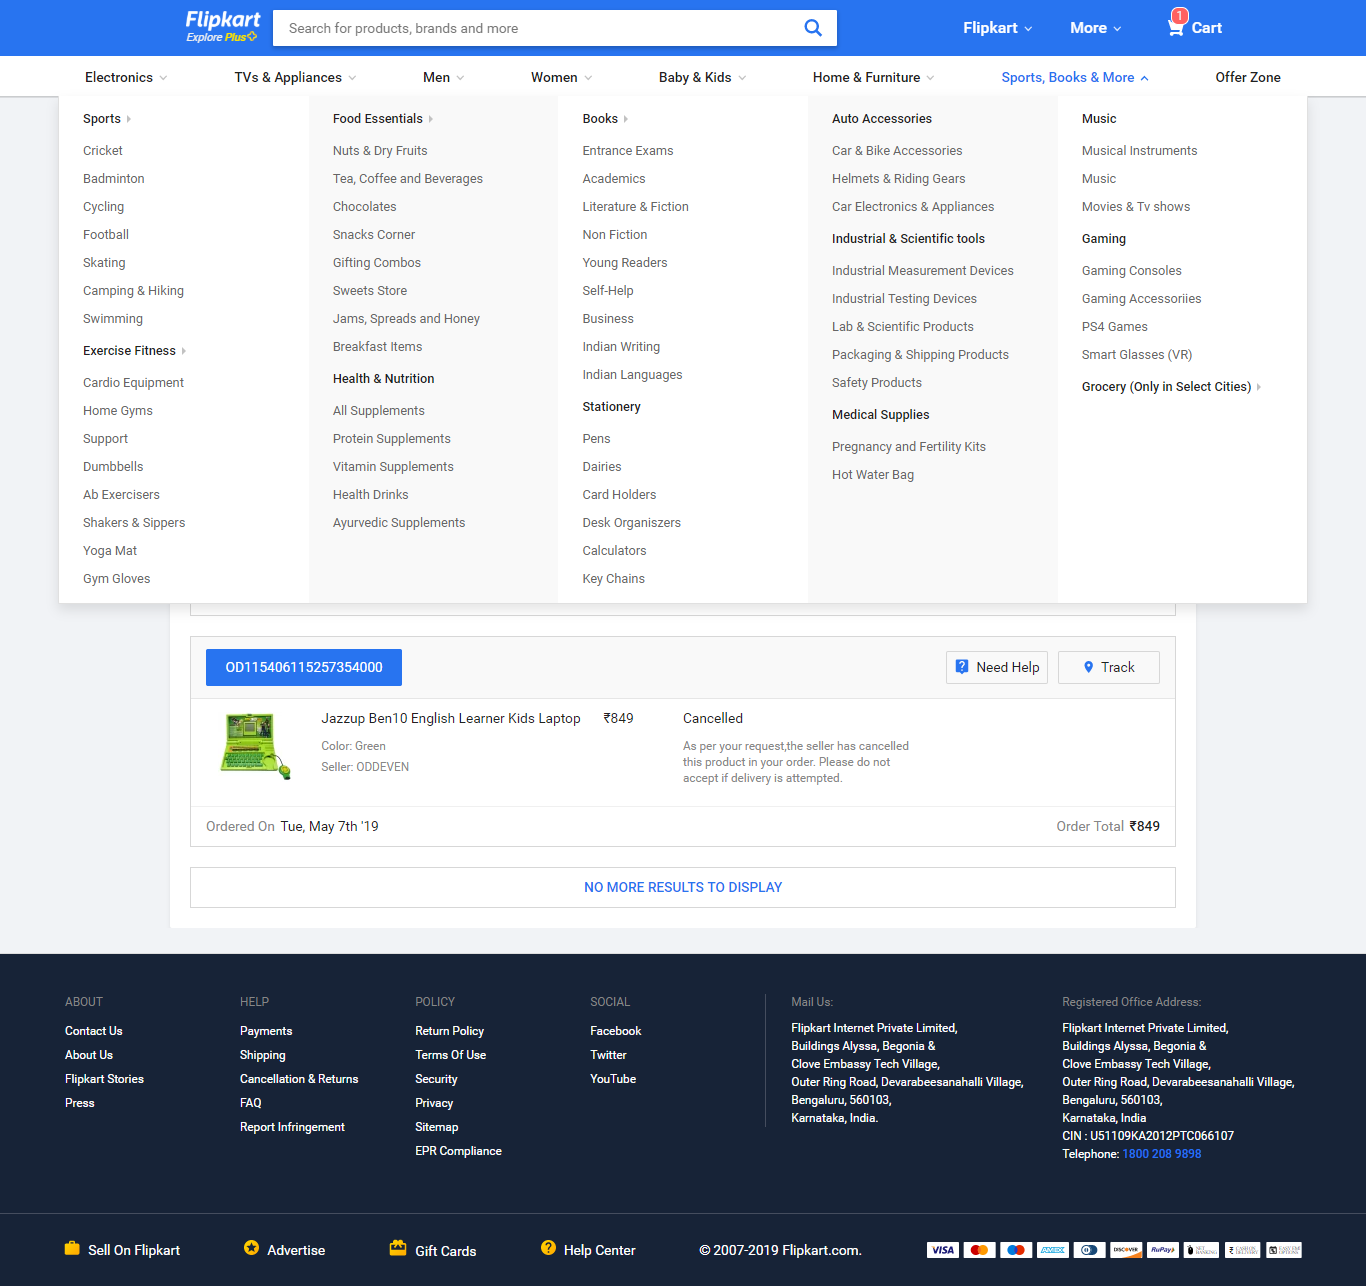 Flipkart
Explore Plus
Search for products, brands and more
Flipkart
More
1
Cart
Electronics
TVs & Appliances
Men
Women
Baby & Kids
Home & Furniture
Sports, Books & More
Offer Zone
Sports
Cricket
Badminton
Cycling
Football
Skating
Camping & Hiking
Swimming
Exercise Fitness
Cardio Equipment
Home Gyms
Support
Dumbbells
Ab Exercisers
Shakers & Sippers
Yoga Mat
Gym Gloves
Food Essentials
Nuts & Dry Fruits
Tea, Coffee and Beverages
Chocolates
Snacks Corner
Gifting Combos
Sweets Store
Jams, Spreads and Honey
Breakfast Items
Health & Nutrition
All Supplements
Protein Supplements
Vitamin Supplements
Health Drinks
Ayurvedic Supplements
Books
Entrance Exams
Academics
Literature & Fiction
Non Fiction
Young Readers
Self-Help
Business
Indian Writing
Indian Languages
Stationery
Pens
Dairies
Card Holders
Desk Organiszers
Calculators
Key Chains
Auto Accessories
Car & Bike Accessories
Helmets & Riding Gears
Car Electronics & Appliances
Industrial & Scientific tools
Industrial Measurement Devices
Industrial Testing Devices
Lab & Scientific Products
Packaging & Shipping Products
Safety Products
Medical Supplies
Pregnancy and Fertility Kits
Hot Water Bag
Music
Musical Instruments
Music
Movies & Tv shows
Gaming
Gaming Consoles
Gaming Accessoriies
PS4 Games
Smart Glasses (VR)
Grocery (Only in Select Cities)
OD115406115257354000
Need Help
Track
Jazzup Ben10 English Learner Kids Laptop
Color: Green
Seller: ODDEVEN
₹849
Cancelled
As per your request,the seller has cancelled
this product in your order. Please do not
accept if delivery is attempted.
Ordered On Tue, May 7th '19
Order Total ₹849
NO MORE RESULTS TO DISPLAY
ABOUT
Contact Us
About Us
Flipkart Stories
Press
HELP
Payments
Shipping
Cancellation & Returns
FAQ
Report Infringement
POLICY
Return Policy
Terms Of Use
Security
Privacy
Sitemap
EPR Compliance
SOCIAL
Facebook
Twitter
YouTube
Mail Us:
Flipkart Internet Private Limited,
Buildings Alyssa, Begonia &
Clove Embassy Tech Village,
Outer Ring Road, Devarabeesanahalli Village,
Bengaluru, 560103,
Karnataka, India.
Registered Office Address:
Flipkart Internet Private Limited,
Buildings Alyssa, Begonia &
Clove Embassy Tech Village,
Outer Ring Road, Devarabeesanahalli Village,
Bengaluru, 560103,
Karnataka, India
CIN : U51109KA2012PTC066107
Telephone: 1800 208 9898
Sell On Flipkart
Advertise
Gift Cards
Help Center
© 2007-2019 Flipkart.com.
VISA
AMEX
DISCOVER
RuPay
NET BANKING
CASH ON DELIVERY
EASY EMI OPTIONS